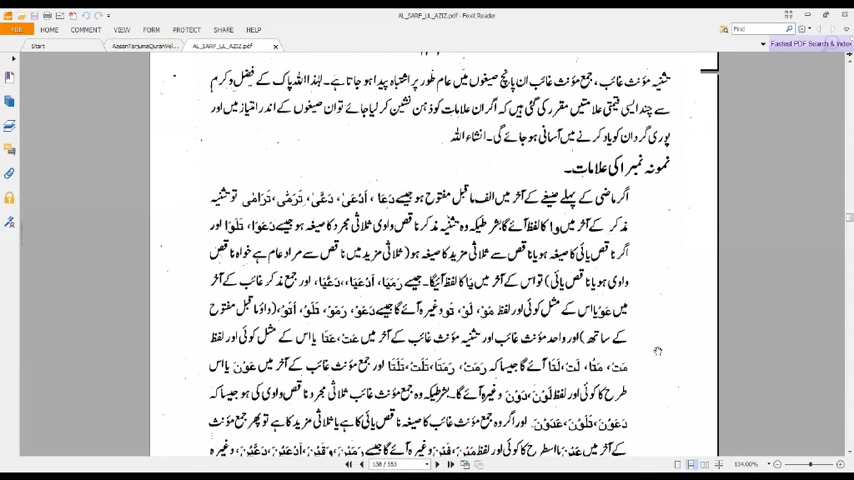 AL_SARF_UL_AZIZ.pdf - Foxit Reader
FILE HOME COMMENT VIEW FORM PROTECT SHARE HELP
Find
Start AasanTarjumaQuranVol... AL_SARF_UL_AZIZ.pdf
Fastest PDF Search & Index
تثنیہ مؤنث غائب، جمع مؤنث غائب ان پانچ صیغوں میں عام طور پر اشتباہ پیدا ہو جاتا ہے۔ لہٰذا اللہ پاک کے فضل و کرم
سے چند ایسی قیمتی علامتیں مقرر کی گئی ہیں کہ اگر ان علامات کو ذہن نشین کر لیا جائے تو ان صیغوں کے اندر امتیاز میں اور
پوری گردان کو یاد کرنے میں آسانی ہو جائے گی۔ انشاء اللہ
نمونہ نمبر ا کی علامات۔
اگر ماضی کے پہلے صیغے کے آخر میں الف ماقبل مفتوح ہو جیسے دَعَا، اَدْعٰی، دَعّٰی، تَرَمّٰی، تَرَامٰی تو تثنیہ
مذکر کے آخر میں وَا کا لفظ آئے گا بشرطیکہ وہ تثنیہ مذکر ناقص واوی ثلاثی مجرد کا صیغہ ہو جیسے دَعَوَا، تَلَوَا اور
اگر ناقص یائی کا صیغہ ہو یا ناقص سے ثلاثی مزید کا صیغہ ہو (ثلاثی مزید میں ناقص سے مراد عام ہے خواہ ناقص
واوی ہو یا ناقص یائی) تو اس کے آخر میں یَا کا لفظ آئیگا۔ جیسے رَمَیَا، اَدْعَیَا، دَعَّیَا، اور جمع مذکر غائب کے آخر
میں عَوْ یا اس کے مثل کوئی اور لفظ مَوْ، لَوْ، تَو وغیرہ آئے گا جیسے دَعَوْ، رَمَوْ، تَلَوْ، اَتَوْ، (واؤ ماقبل مفتوح
کے ساتھ) اور واحد مؤنث غائب اور تثنیہ مؤنث غائب کے آخر میں عَتْ، عَتَا یا اس کے مثل کوئی اور لفظ
مَتْ، مَتَا، لَتْ، لَتَا آئے گا جیسا کہ رَمَتْ، رَمَتَا، تَلَتْ، تَلَتَا اور جمع مؤنث غائب کے آخر میں عَوْنَ یا اس
طرح کا کوئی اور لفظ لَوْنَ، دَوْنَ وغیرہ آئے گا۔ بشرطیکہ وہ جمع مؤنث غائب ثلاثی مجرد ناقص واوی کی ہو جیسا کہ
دَعَوْنَ، تَلَوْنَ، عَدَوْنَ۔ اور اگر وہ جمع مؤنث غائب کا صیغہ ناقص یائی کا ہے یا ثلاثی مزید کا ہے تو پھر جمع مؤنث
کے آخر میں عَیْنَ یا اسطرح کا کوئی اور لفظ مَیْنَ، قَیْنَ وغیرہ آئے گا جیسے رَمَیْنَ، وَقَیْنَ، اَدْعَیْنَ، دَعَّیْنَ، وغیرہ
138 / 353
134.00%